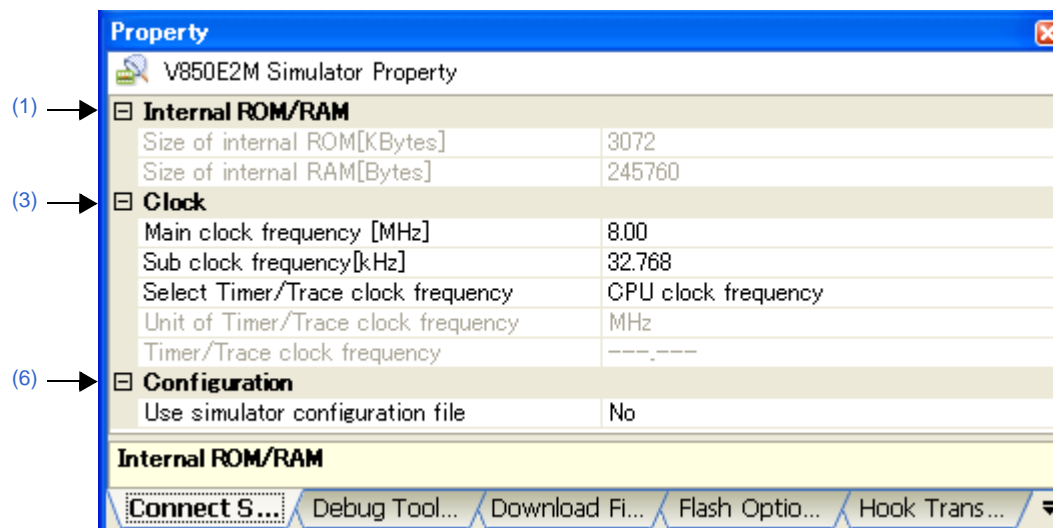 Property
V850E2M Simulator Property
(1) Internal ROM/RAM
Size of internal ROM[KBytes] 3072
Size of internal RAM[Bytes] 245760
(3) Clock
Main clock frequency [MHz] 8.00
Sub clock frequency[kHz] 32.768
Select Timer/Trace clock frequency CPU clock frequency
Unit of Timer/Trace clock frequency MHz
Timer/Trace clock frequency ---.---
(6) Configuration
Use simulator configuration file No
Internal ROM/RAM
Connect S... Debug Tool... Download Fi... Flash Optio... Hook Trans...